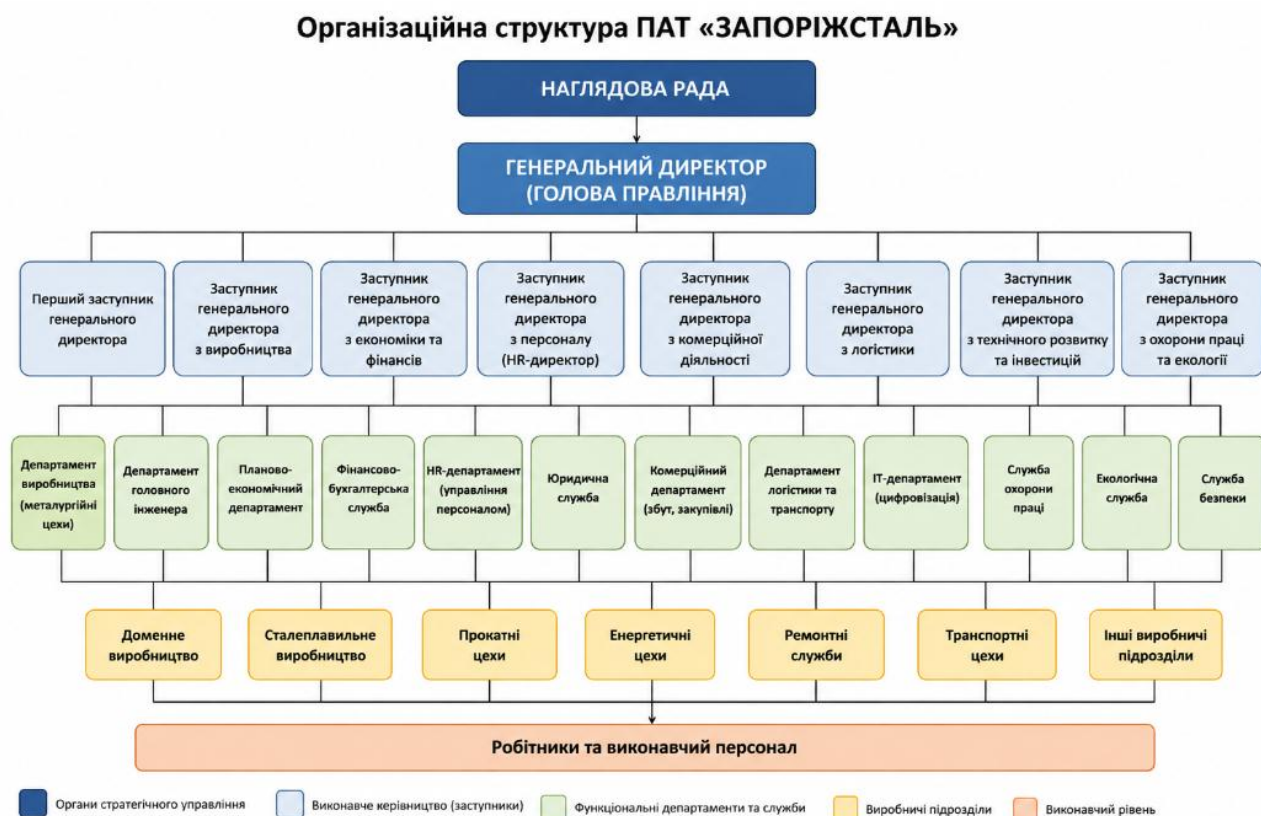 Організаційна структура ПАТ «ЗАПОРІЖСТАЛЬ»
НАГЛЯДОВА РАДА
ГЕНЕРАЛЬНИЙ ДИРЕКТОР
(ГОЛОВА ПРАВЛІННЯ)
Перший заступник
генерального
директора
Заступник
генерального
директора
з виробництва
Заступник
генерального
директора
з економіки та
фінансів
Заступник
генерального
директора
з персоналу
(HR-директор)
Заступник
генерального
директора
з комерційної
діяльності
Заступник
генерального
директора
з логістики
Заступник
генерального
директора
з технічного розвитку
та інвестицій
Заступник
генерального
директора
з охорони праці
та екології
Департамент
виробництва
(металургійні
цехи)
Департамент
головного
інженера
Планово-
економічний
департамент
Фінансово-
бухгалтерська
служба
HR-департамент
(управління
персоналом)
Юридична
служба
Комерційний
департамент
(збут, закупівлі)
Департамент
логістики та
транспорту
ІТ-департамент
(цифровізація)
Служба
охорони
праці
Екологічна
служба
Служба
безпеки
Доменне
виробництво
Сталеплавильне
виробництво
Прокатні
цехи
Енергетичні
цехи
Ремонтні
служби
Транспортні
цехи
Інші виробничі
підрозділи
Робітники та виконавчий персонал
Органи стратегічного управління
Виконавче керівництво (заступники)
Функціональні департаменти та служби
Виробничі підрозділи
Виконавчий рівень